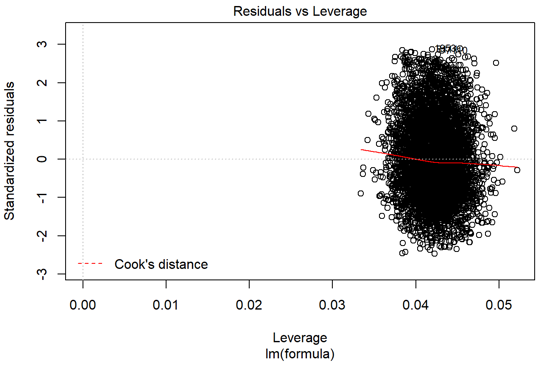 Residuals vs Leverage
3
2
1
0
-1
-2
-3
Standardized residuals
Cook's distance
0.00 0.01 0.02 0.03 0.04 0.05
Leverage
lm(formula)